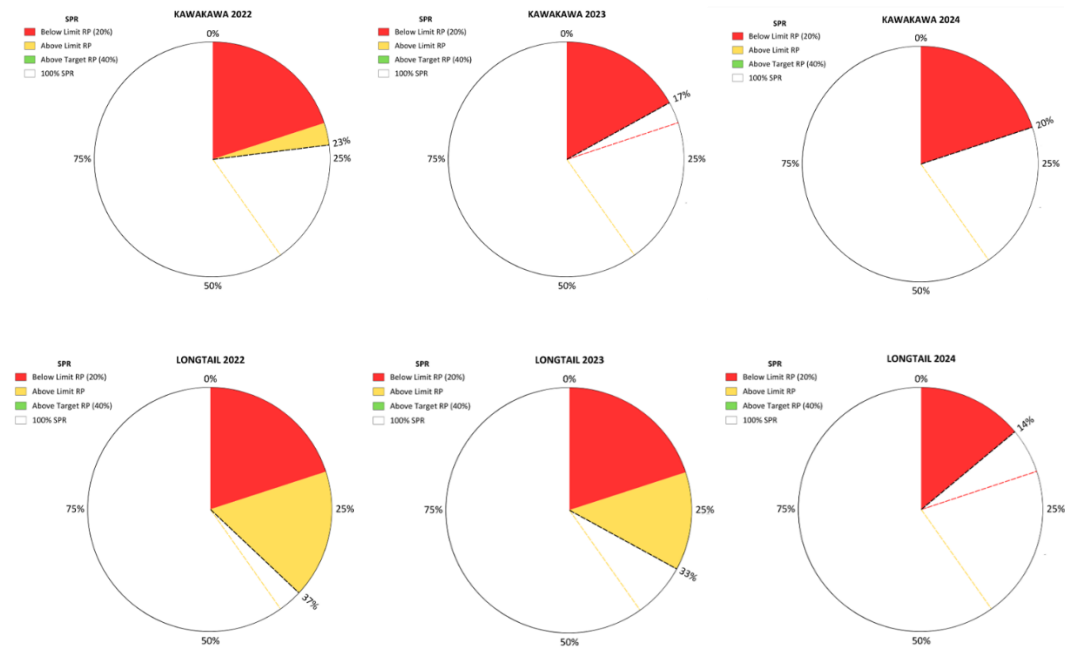 KAWAKAWA 2022
SPR
Below Limit RP (20%)
Above Limit RP
Above Target RP (40%)
100% SPR
0%
23%
25%
50%
75%
KAWAKAWA 2023
SPR
Below Limit RP (20%)
Above Limit RP
Above Target RP (40%)
100% SPR
0%
17%
25%
50%
75%
KAWAKAWA 2024
SPR
Below Limit RP (20%)
Above Limit RP
Above Target RP (40%)
100% SPR
0%
20%
25%
50%
75%
LONGTAIL 2022
SPR
Below Limit RP (20%)
Above Limit RP
Above Target RP (40%)
100% SPR
0%
25%
37%
50%
75%
LONGTAIL 2023
SPR
Below Limit RP (20%)
Above Limit RP
Above Target RP (40%)
100% SPR
0%
25%
33%
50%
75%
LONGTAIL 2024
SPR
Below Limit RP (20%)
Above Limit RP
Above Target RP (40%)
100% SPR
0%
14%
25%
50%
75%